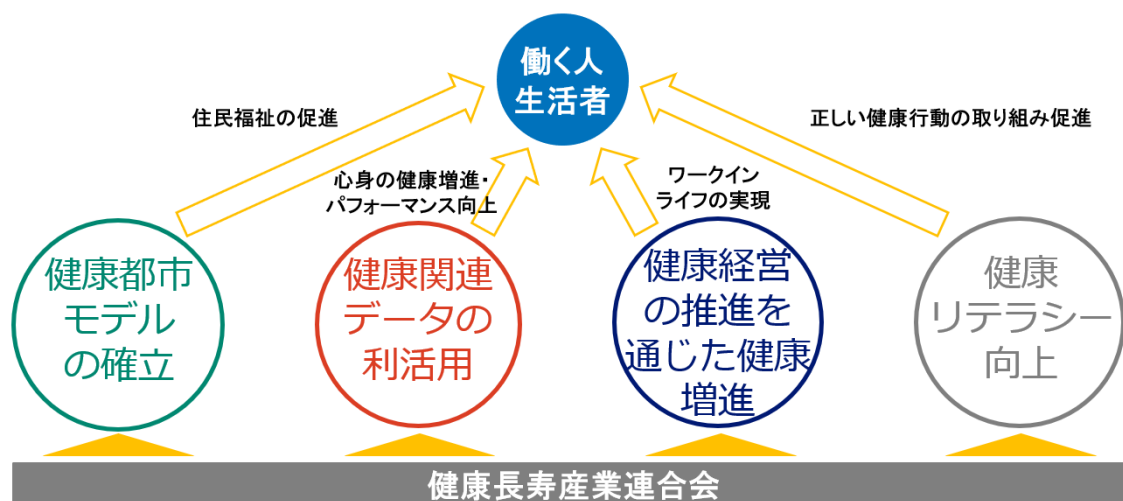 働く人
生活者
住民福祉の促進
正しい健康行動の取り組み促進
心身の健康増進・
パフォーマンス向上
ワークイン
ライフの実現
健康都市
モデル
の確立
健康関連
データの
利活用
健康経営
の推進を
通じた健康
増進
健康
リテラシー
向上
健康長寿産業連合会